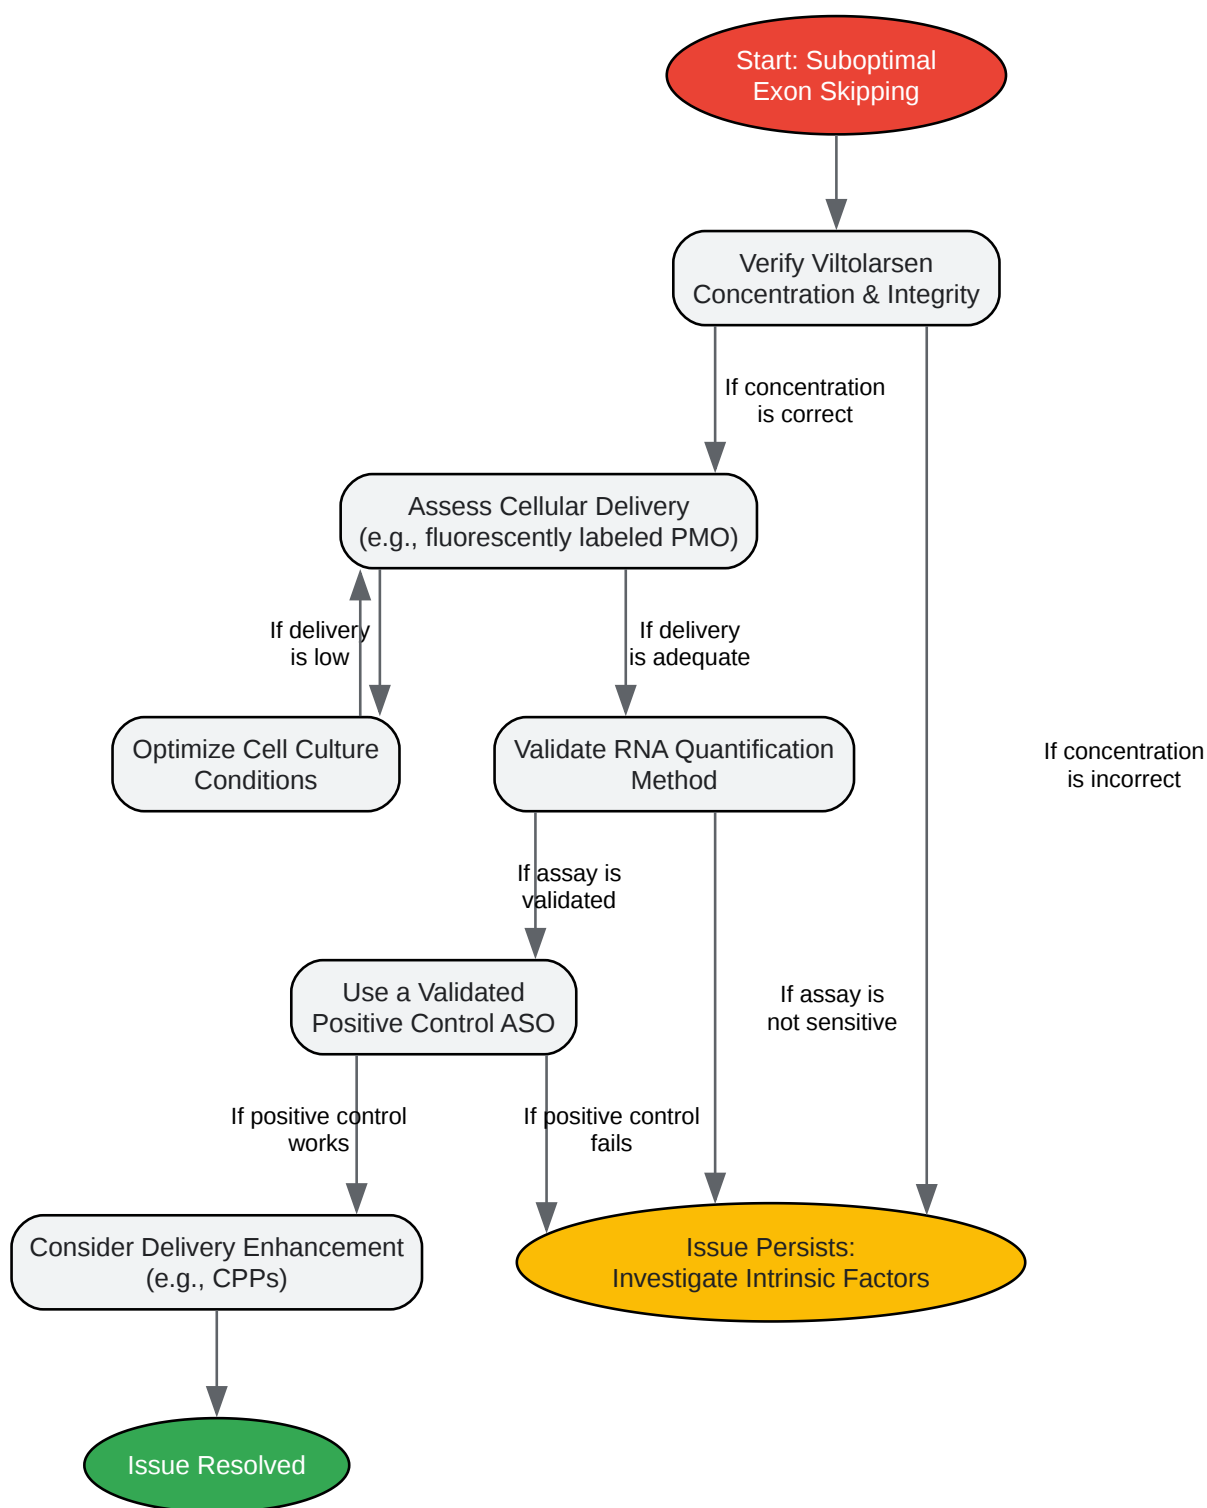 Start: Suboptimal
Exon Skipping
Verify Viltolarsen
Concentration & Integrity
If concentration
is correct
Assess Cellular Delivery
(e.g., fluorescently labeled PMO)
If delivery
is low
If delivery
is adequate
Optimize Cell Culture
Conditions
Validate RNA Quantification
Method
If concentration
is incorrect
If assay is
validated
Use a Validated
Positive Control ASO
If assay is
not sensitive
If positive control
works
If positive control
fails
Consider Delivery Enhancement
(e.g., CPPs)
Issue Persists:
Investigate Intrinsic Factors
Issue Resolved